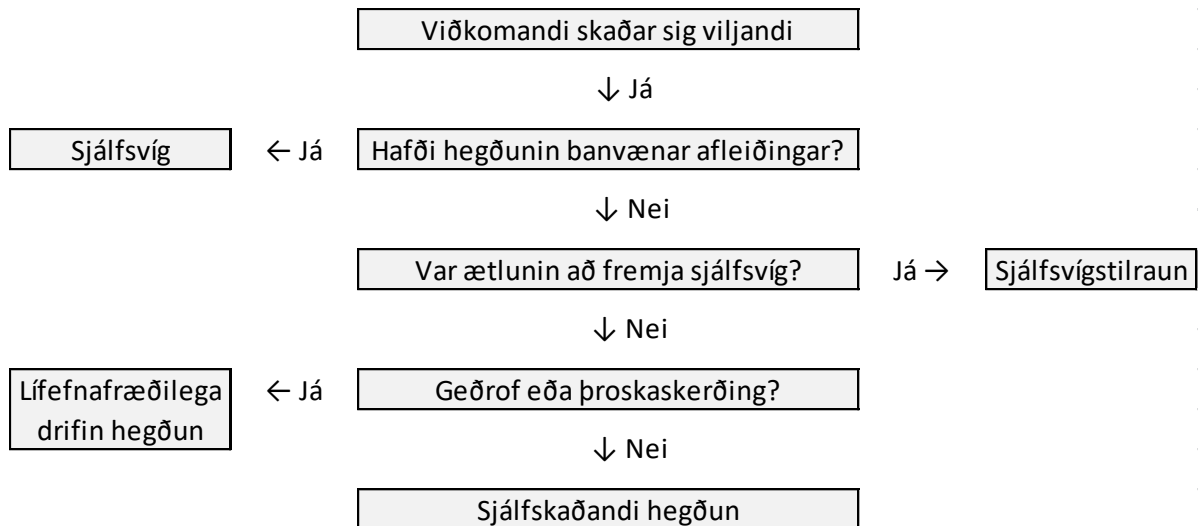 Viðkomandi skaðar sig viljandi
↓ Já
Sjálfsvíg ← Já Hafði hegðunin banvænar afleiðingar?
↓ Nei
Var ætlunin að fremja sjálfsvíg? Já → Sjálfsvígstilraun
↓ Nei
Lífefnafræðilega ← Já Geðrof eða þroskaskerðing?
drifin hegðun
↓ Nei
Sjálfskaðandi hegðun